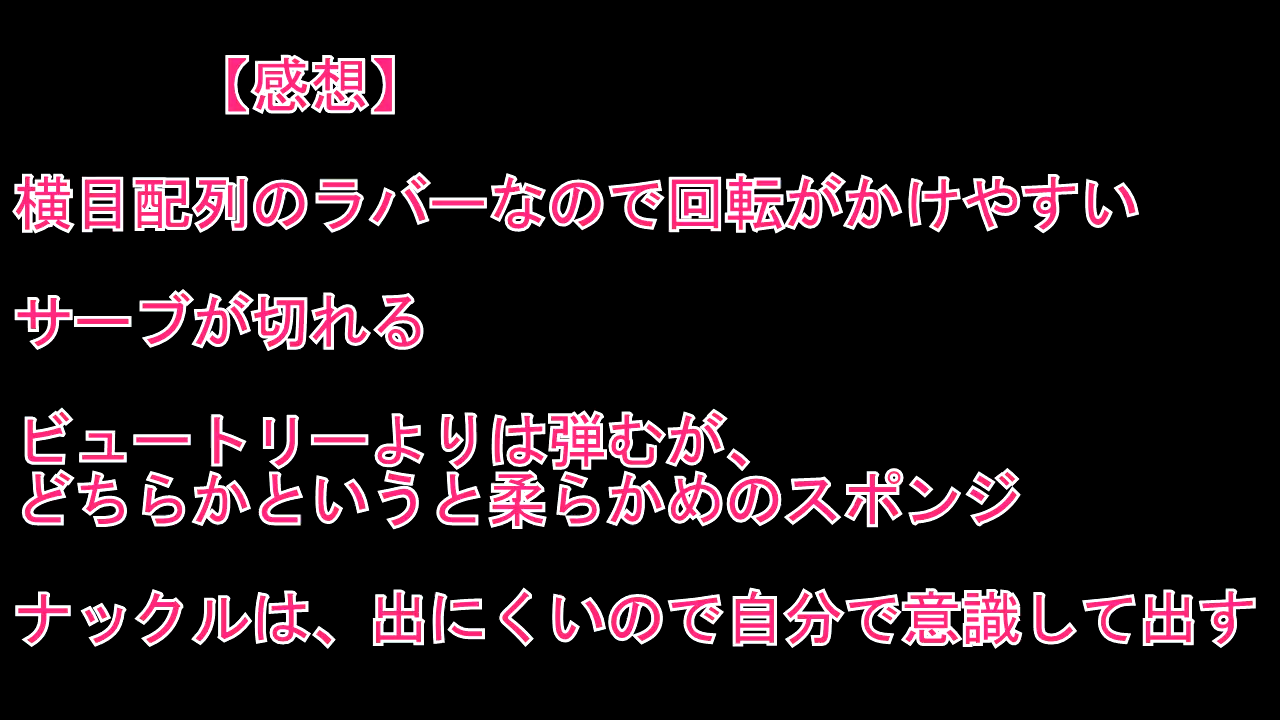 【感想】
横目配列のラバーなので回転がかけやすい
サーブが切れる
ビュートリーよりは弾むが、
どちらかというと柔らかめのスポンジ
ナックルは、出にくいので自分で意識して出す